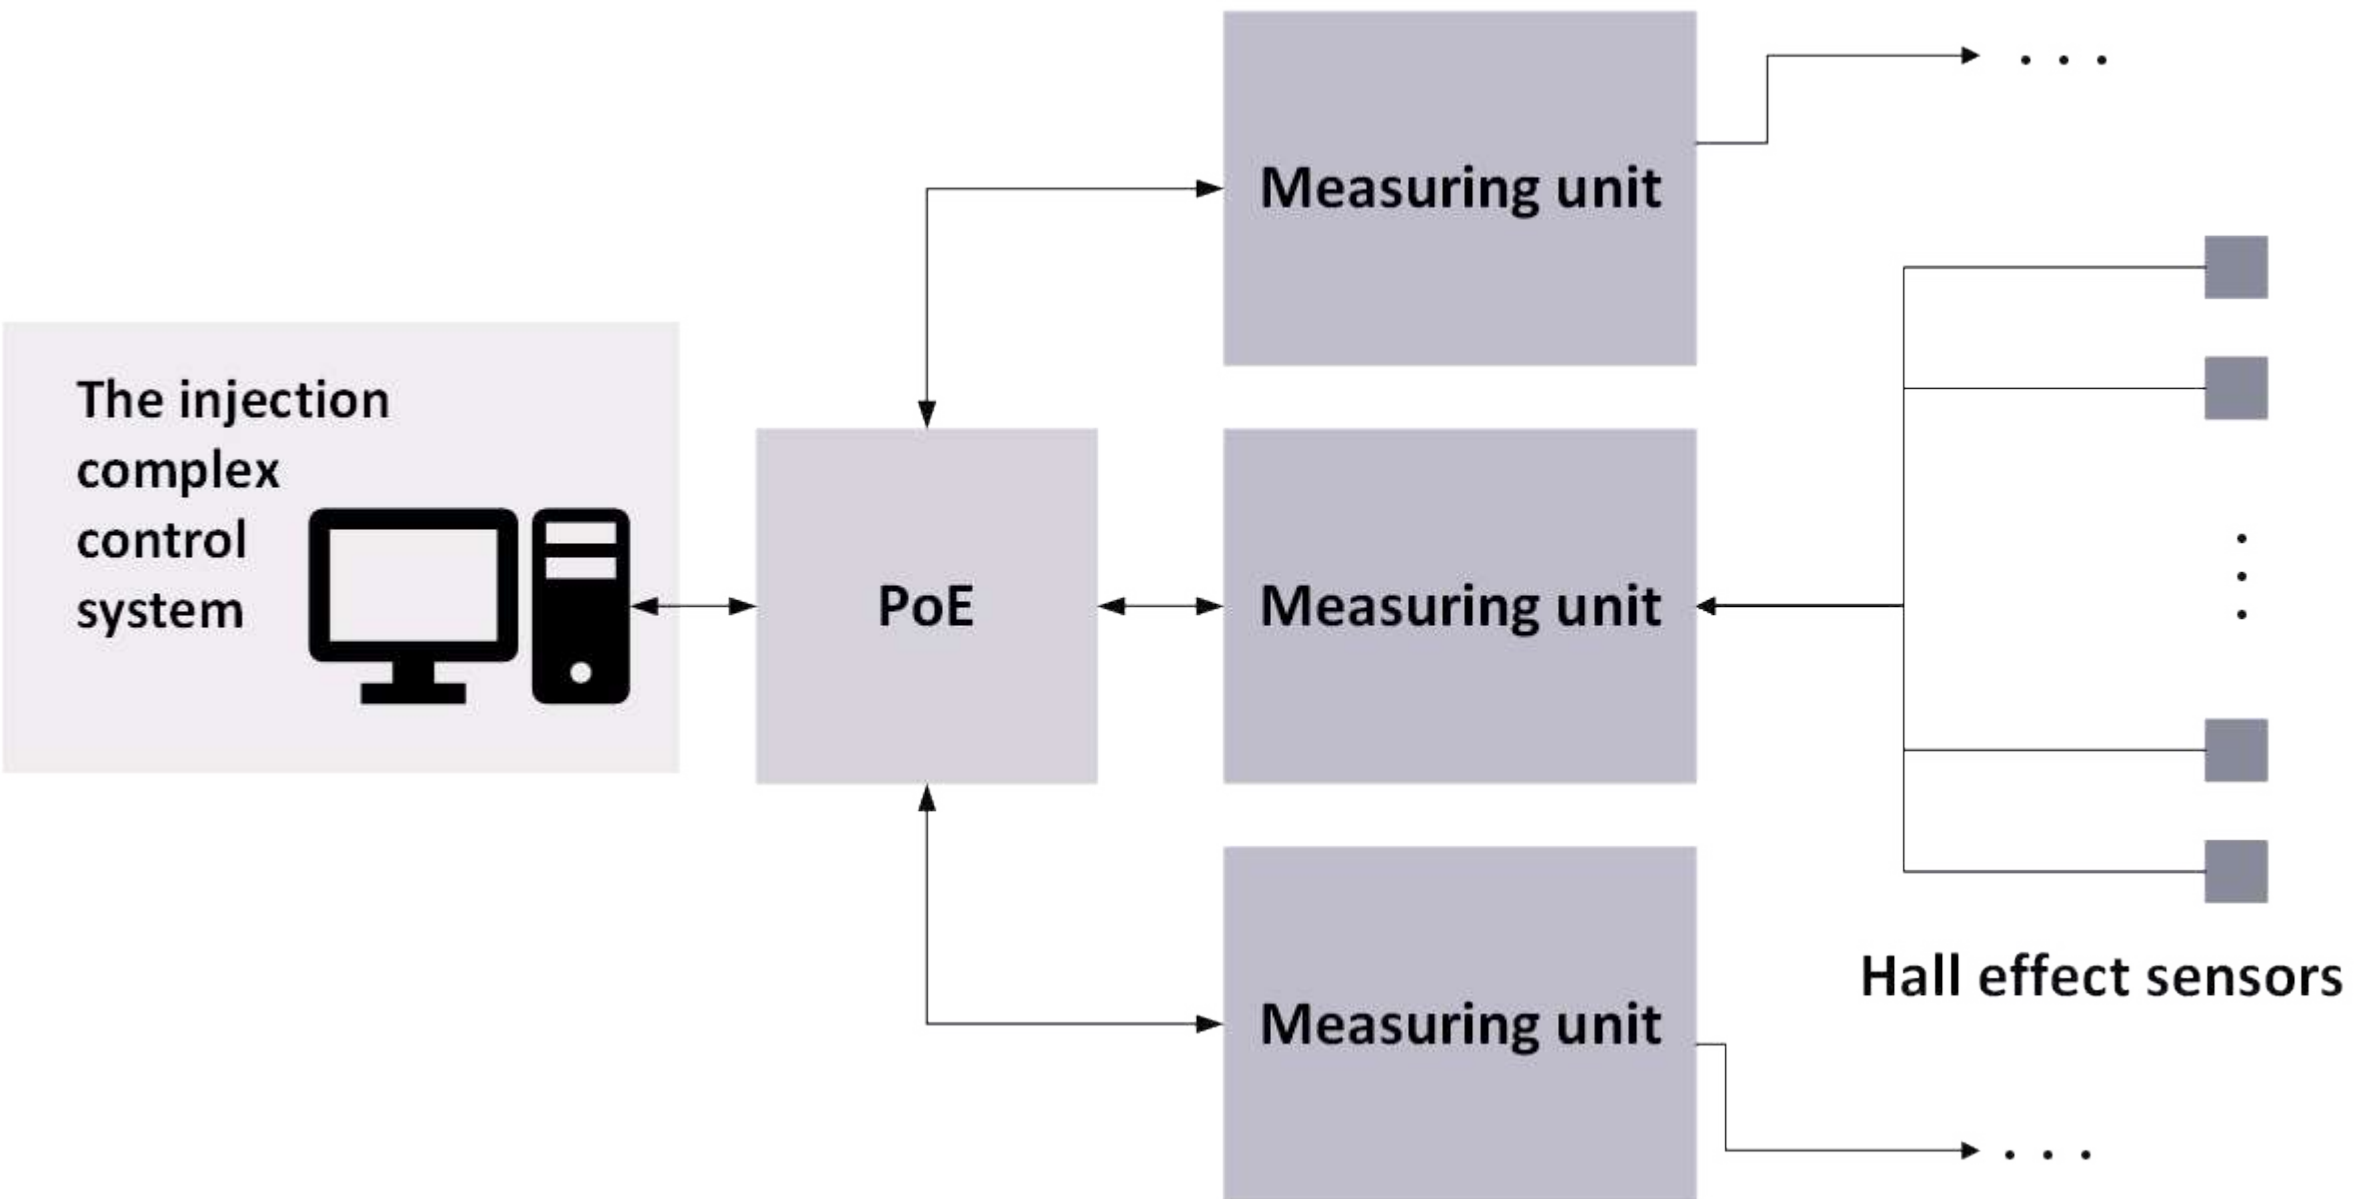 The injection
complex
control
system
PoE
Measuring unit
. . .
Measuring unit
Measuring unit
. . .
Hall effect sensors